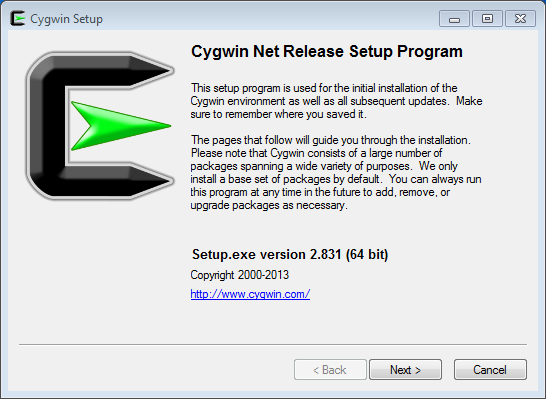 Cygwin Setup
Cygwin Net Release Setup Program
This setup program is used for the initial installation of the
Cygwin environment as well as all subsequent updates.  Make
sure to remember where you saved it.
The pages that follow will guide you through the installation.
Please note that Cygwin consists of a large number of
packages spanning a wide variety of purposes.  We only
install a base set of packages by default.  You can always run
this program at any time in the future to add, remove, or
upgrade packages as necessary.
Setup.exe version 2.831 (64 bit)
Copyright 2000-2013
http://www.cygwin.com/
< Back
Next >
Cancel